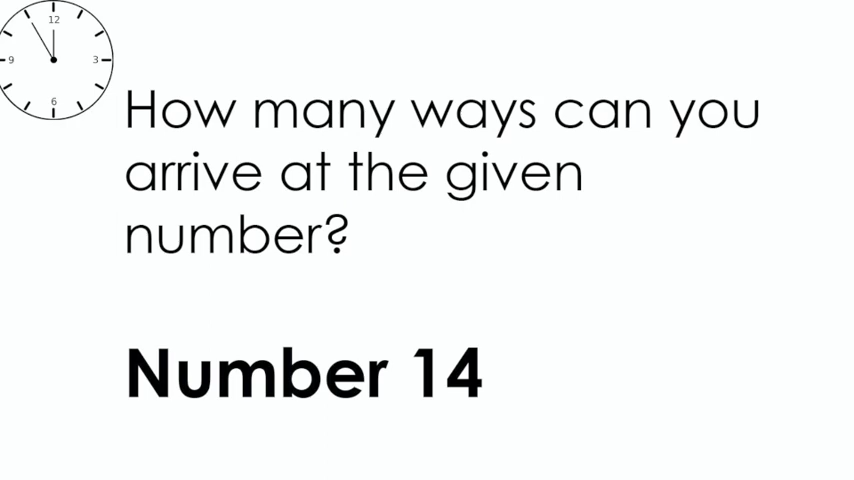 12
9
3
6
How many ways can you
arrive at the given
number?
Number 14